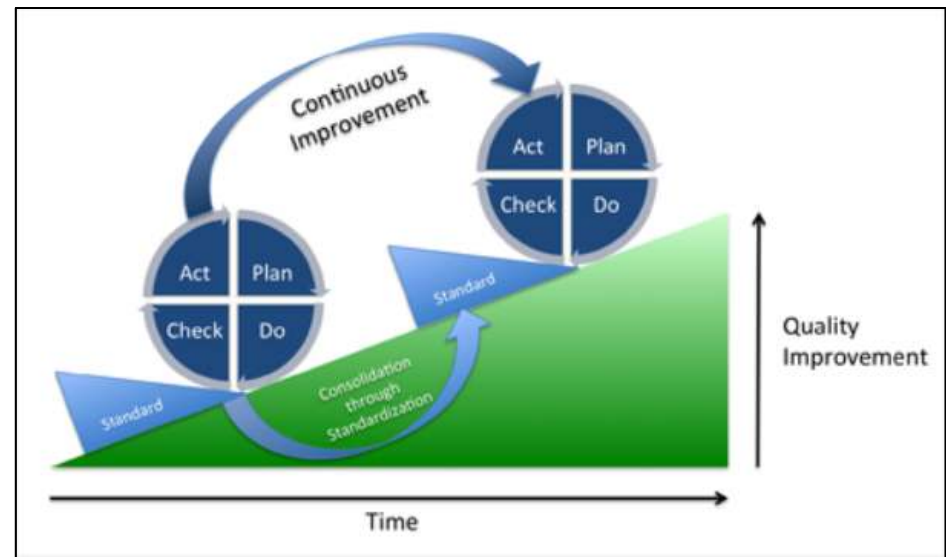 Continuous
Improvement
Act
Plan
Check
Do
Act
Plan
Check
Do
Standard
Standard
Consolidation
through
Standardization
Quality
Improvement
Time